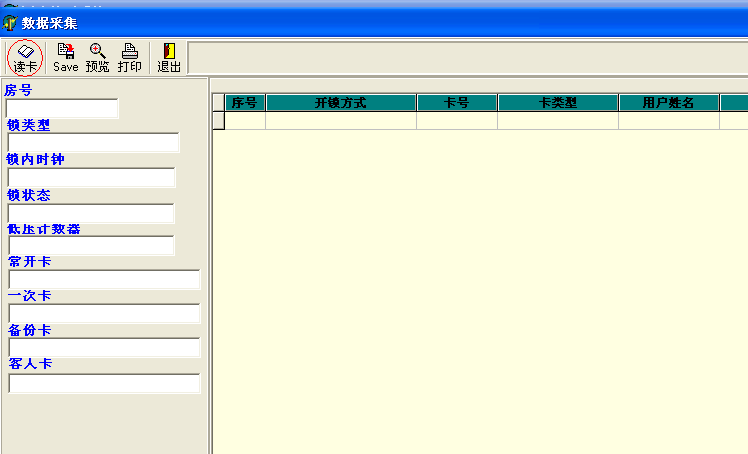 数据采集
读卡 Save 预览 打印 退出
房号
锁类型
锁内时钟
锁状态
低压计数器
常开卡
一次卡
备份卡
客人卡
序号 开锁方式 卡号 卡类型 用户姓名